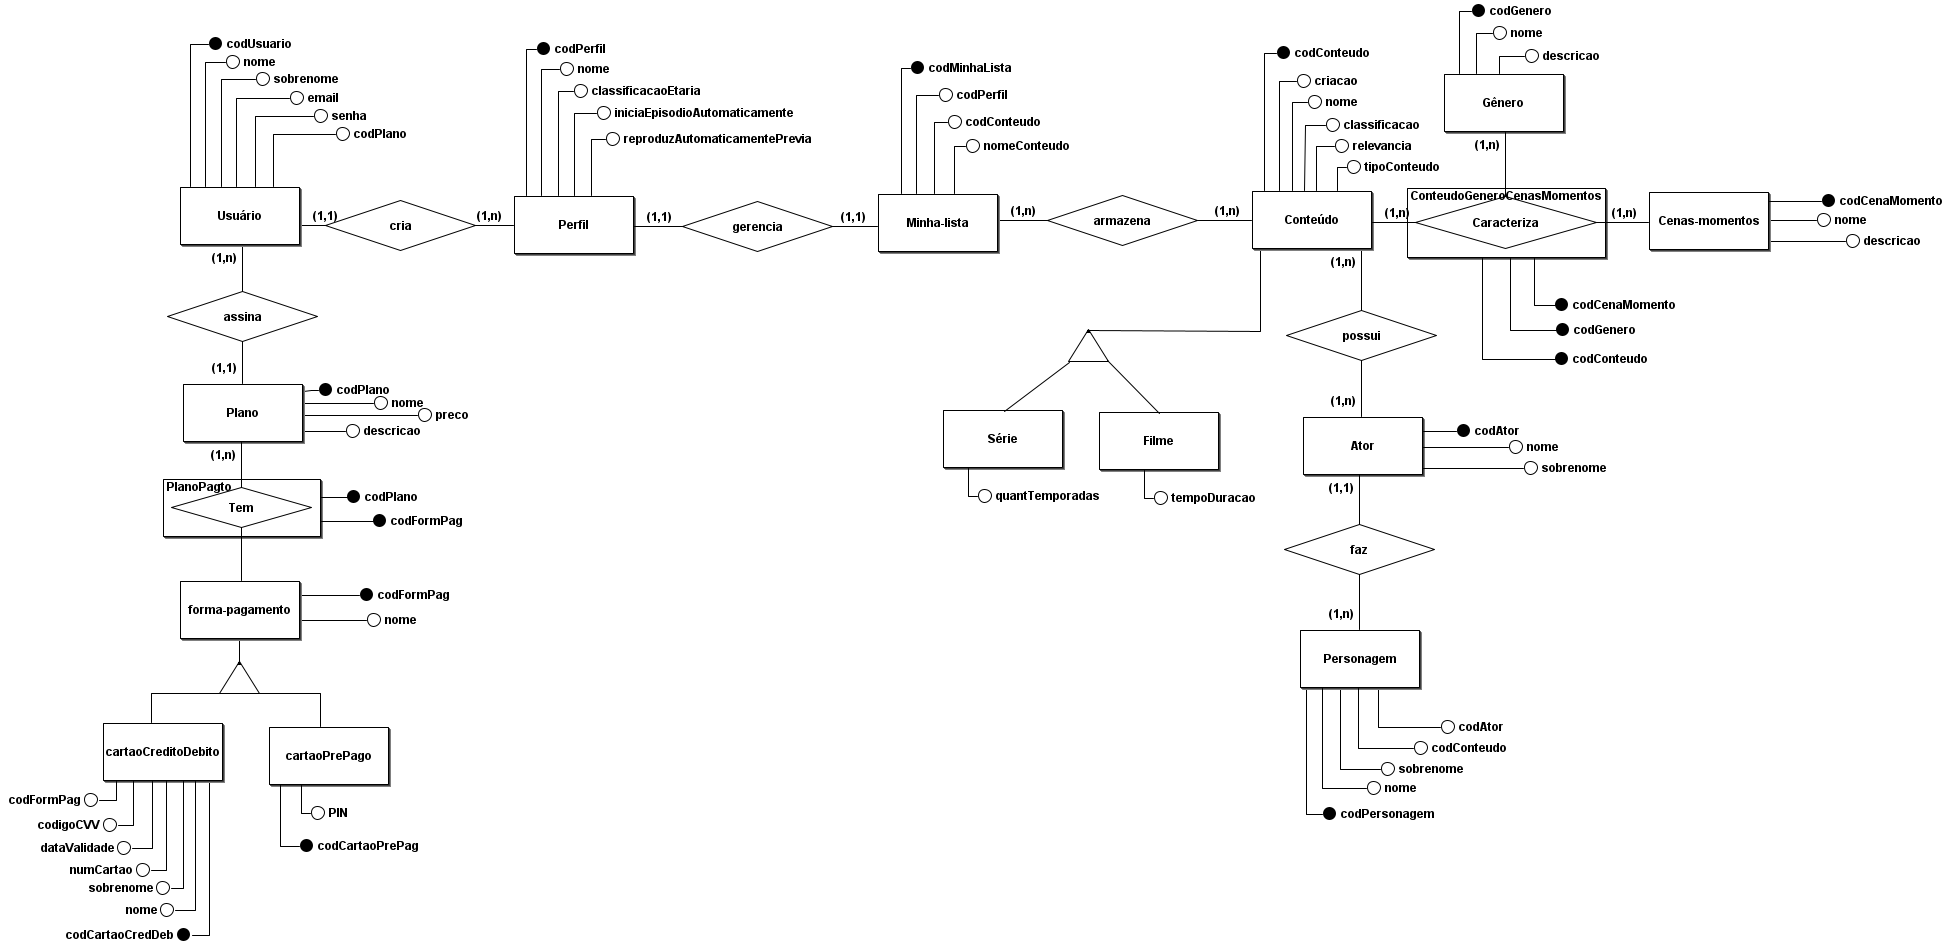 codUsuario
nome
sobrenome
email
senha
codPlano
Usuário
(1,1)
cria
(1,n)
codPerfil
nome
classificacaoEtaria
iniciaEpisodioAutomaticamente
reproduzAutomaticamentePrevia
Perfil
(1,1)
gerencia
(1,1)
codMinhaLista
codPerfil
codConteudo
nomeConteudo
Minha-lista
(1,n)
armazena
(1,n)
codConteudo
criacao
nome
classificacao
relevancia
tipoConteudo
Conteúdo
(1,n)
codGenero
nome
descricao
Gênero
(1,n)
ConteudoGeneroCenasMomentos
Caracteriza
(1,n)
Cenas-momentos
codCenaMomento
nome
descricao
codCenaMomento
codGenero
codConteudo
(1,n)
assina
(1,1)
Plano
codPlano
nome
preco
descricao
(1,n)
PlanoPagto
Tem
codPlano
codFormPag
forma-pagamento
codFormPag
nome
cartaoCreditoDebito
codFormPag
codigoCVV
dataValidade
numCartao
sobrenome
nome
codCartaoCredDeb
cartaoPrePago
PIN
codCartaoPrePag
Série
quantTemporadas
Filme
tempoDuracao
(1,n)
possui
(1,n)
Ator
codAtor
nome
sobrenome
(1,1)
faz
(1,n)
Personagem
codAtor
codConteudo
sobrenome
nome
codPersonagem